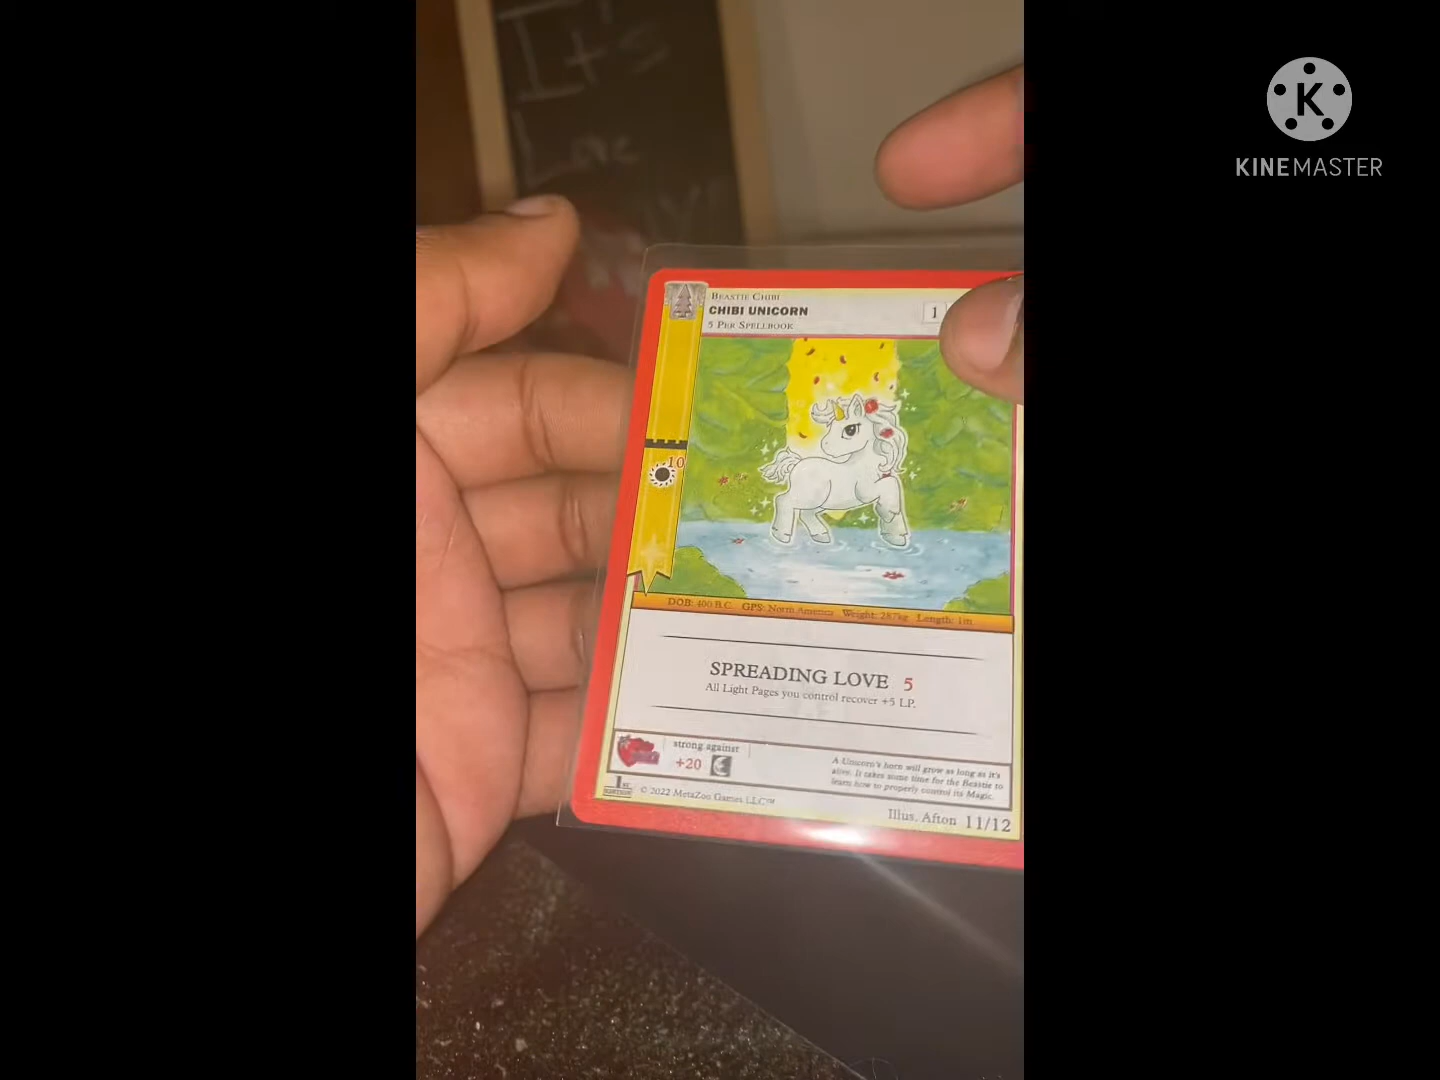 It's
K
KINEMASTER
BEASTIE CHIBI
CHIBI UNICORN
1
5 PER SPELLBOOK
10
DOB: 400 B.C. GPS: North America Weight: 287kg Length: 1m
SPREADING LOVE 5
All Light Pages you control recover +5 LP.
strong against
+20
A Unicorn's horn will grow as long as it's
alive. It takes some time for the Beastie to
learn how to properly control its Magic.
1ST
EDITION
© 2022 MetaZoo Games LLC™
Illus. Afton 11/12